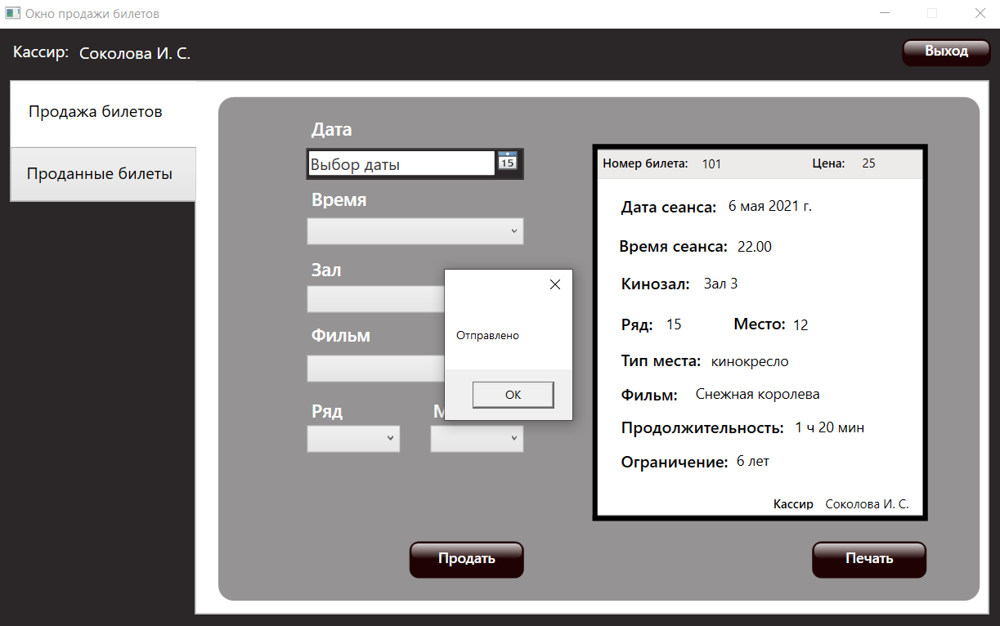 Окно продажи билетов
Кассир: Соколова И. С.
Выход
Продажа билетов
Проданные билеты
Дата
Выбор даты
15
Время
Зал
Фильм
Ряд
М
Продать
Отправлено
OK
Номер билета: 101 Цена: 25
Дата сеанса: 6 мая 2021 г.
Время сеанса: 22.00
Кинозал: Зал 3
Ряд: 15 Место: 12
Тип места: кинокресло
Фильм: Снежная королева
Продолжительность: 1 ч 20 мин
Ограничение: 6 лет
Кассир Соколова И. С.
Печать